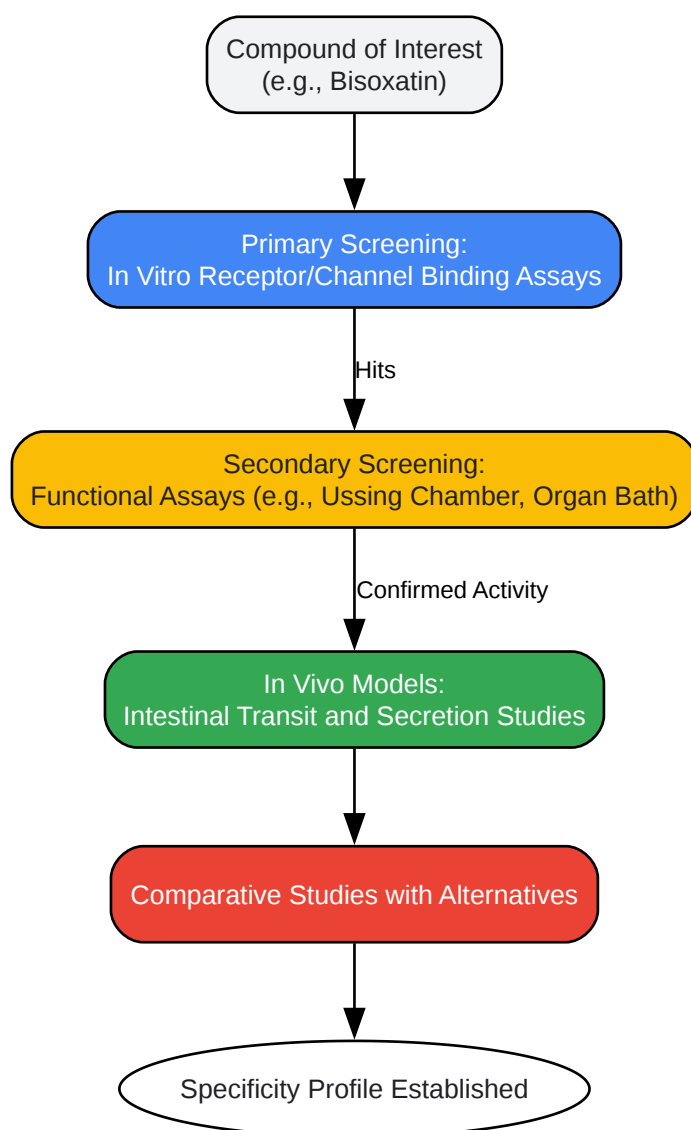 Compound of Interest
(e.g., Bisoxatin)
Primary Screening:
In Vitro Receptor/Channel Binding Assays
Hits
Secondary Screening:
Functional Assays (e.g., Ussing Chamber, Organ Bath)
Confirmed Activity
In Vivo Models:
Intestinal Transit and Secretion Studies
Comparative Studies with Alternatives
Specificity Profile Established